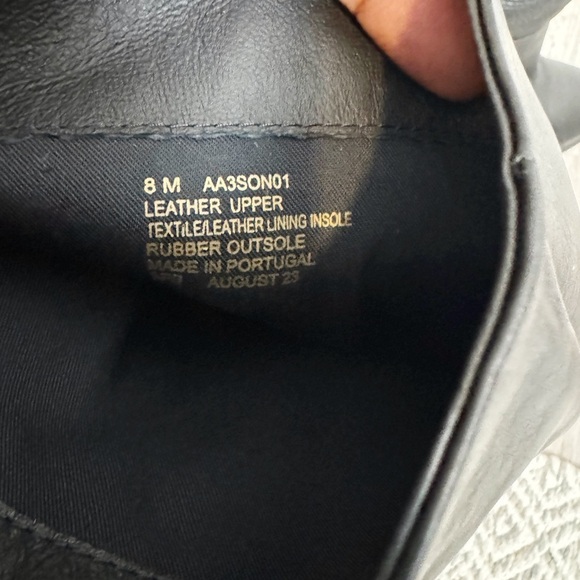 8 M AA3SON01
LEATHER UPPER
TEXTILE/LEATHER LINING INSOLE
RUBBER OUTSOLE
MADE IN PORTUGAL
AUGUST 23